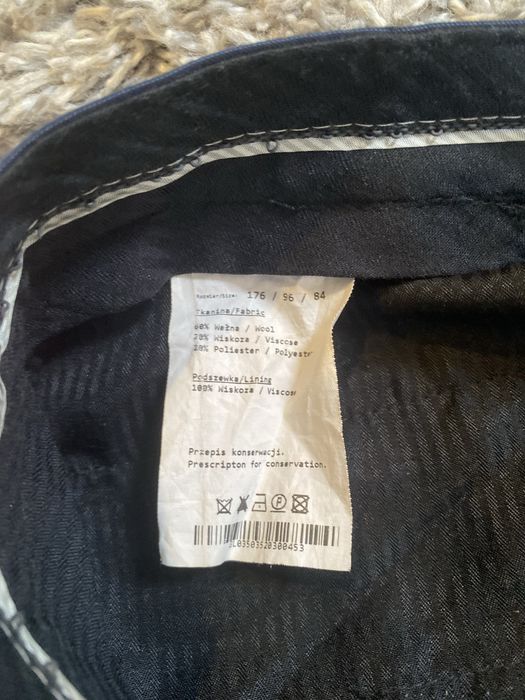 Rozmiar/Size: 176 / 96 / 84
Tkanina/Fabric
60% Wełna / Wool
20% Wiskoza / Viscose
20% Poliester / Polyester
Podszewka/Lining
100% Wiskoza / Viscose
Przepis konserwacji.
Prescripton for conservation.
P